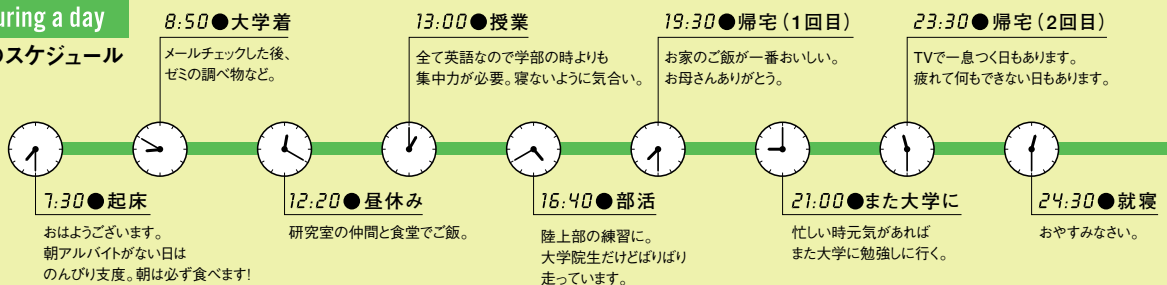 uring a day
のスケジュール
8:50●大学着
メールチェックした後、
ゼミの調べ物など。
13:00●授業
全て英語なので学部の時よりも
集中力が必要。寝ないように気合い。
19:30●帰宅(1回目)
お家のご飯が一番おいしい。
お母さんありがとう。
23:30●帰宅(2回目)
TVで一息つく日もあります。
疲れて何もできない日もあります。
7:30●起床
おはようございます。
朝アルバイトがない日は
のんびり支度。朝は必ず食べます!
12:20●昼休み
研究室の仲間と食堂でご飯。
16:40●部活
陸上部の練習に。
大学院生だけどばりばり
走っています。
21:00●また大学に
忙しい時元気があれば
また大学に勉強しに行く。
24:30●就寝
おやすみなさい。